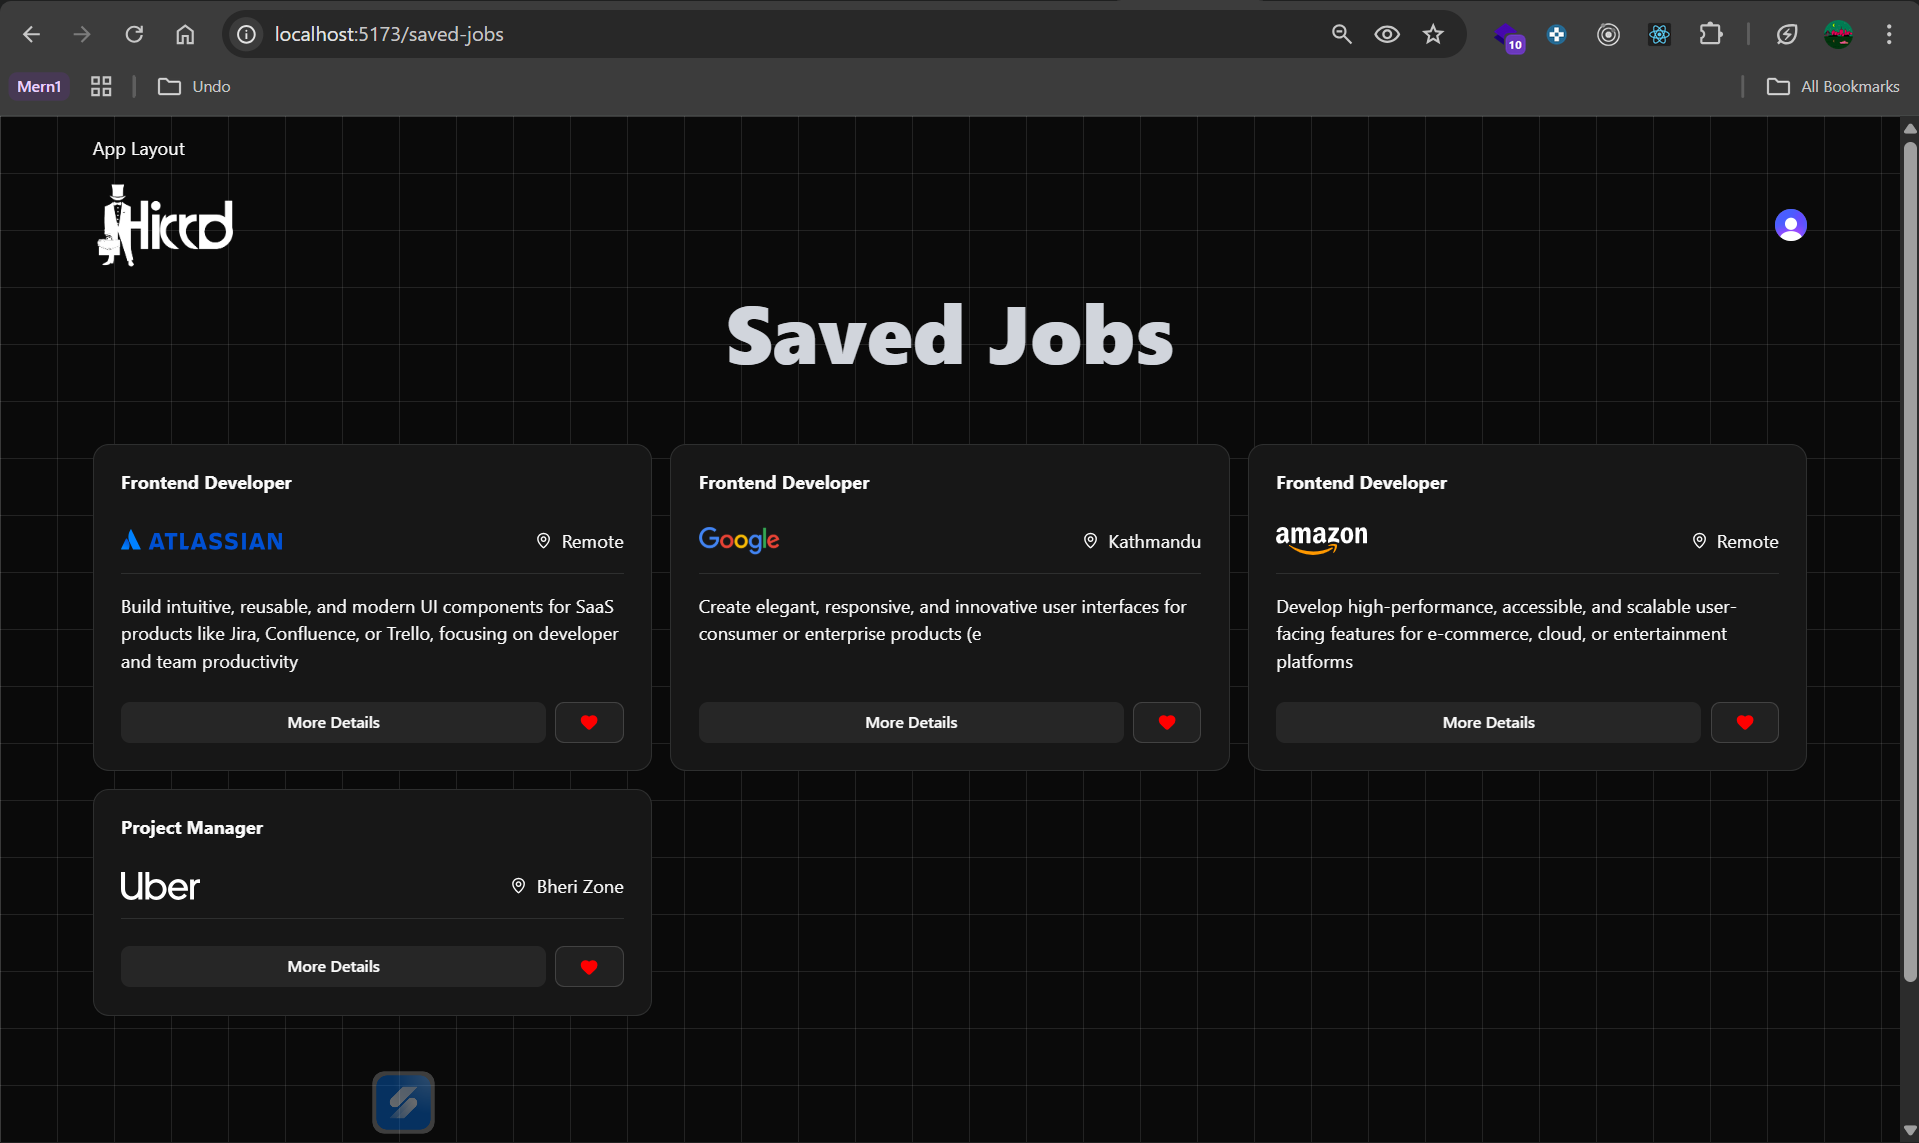 localhost:5173/saved-jobs
10
Mern1
Undo
All Bookmarks
App Layout
Hirrd
Saved Jobs
Frontend Developer
ATLASSIAN
Remote
Build intuitive, reusable, and modern UI components for SaaS
products like Jira, Confluence, or Trello, focusing on developer
and team productivity
More Details
Frontend Developer
Google
Kathmandu
Create elegant, responsive, and innovative user interfaces for
consumer or enterprise products (e
More Details
Frontend Developer
amazon
Remote
Develop high-performance, accessible, and scalable user-
facing features for e-commerce, cloud, or entertainment
platforms
More Details
Project Manager
Uber
Bheri Zone
More Details